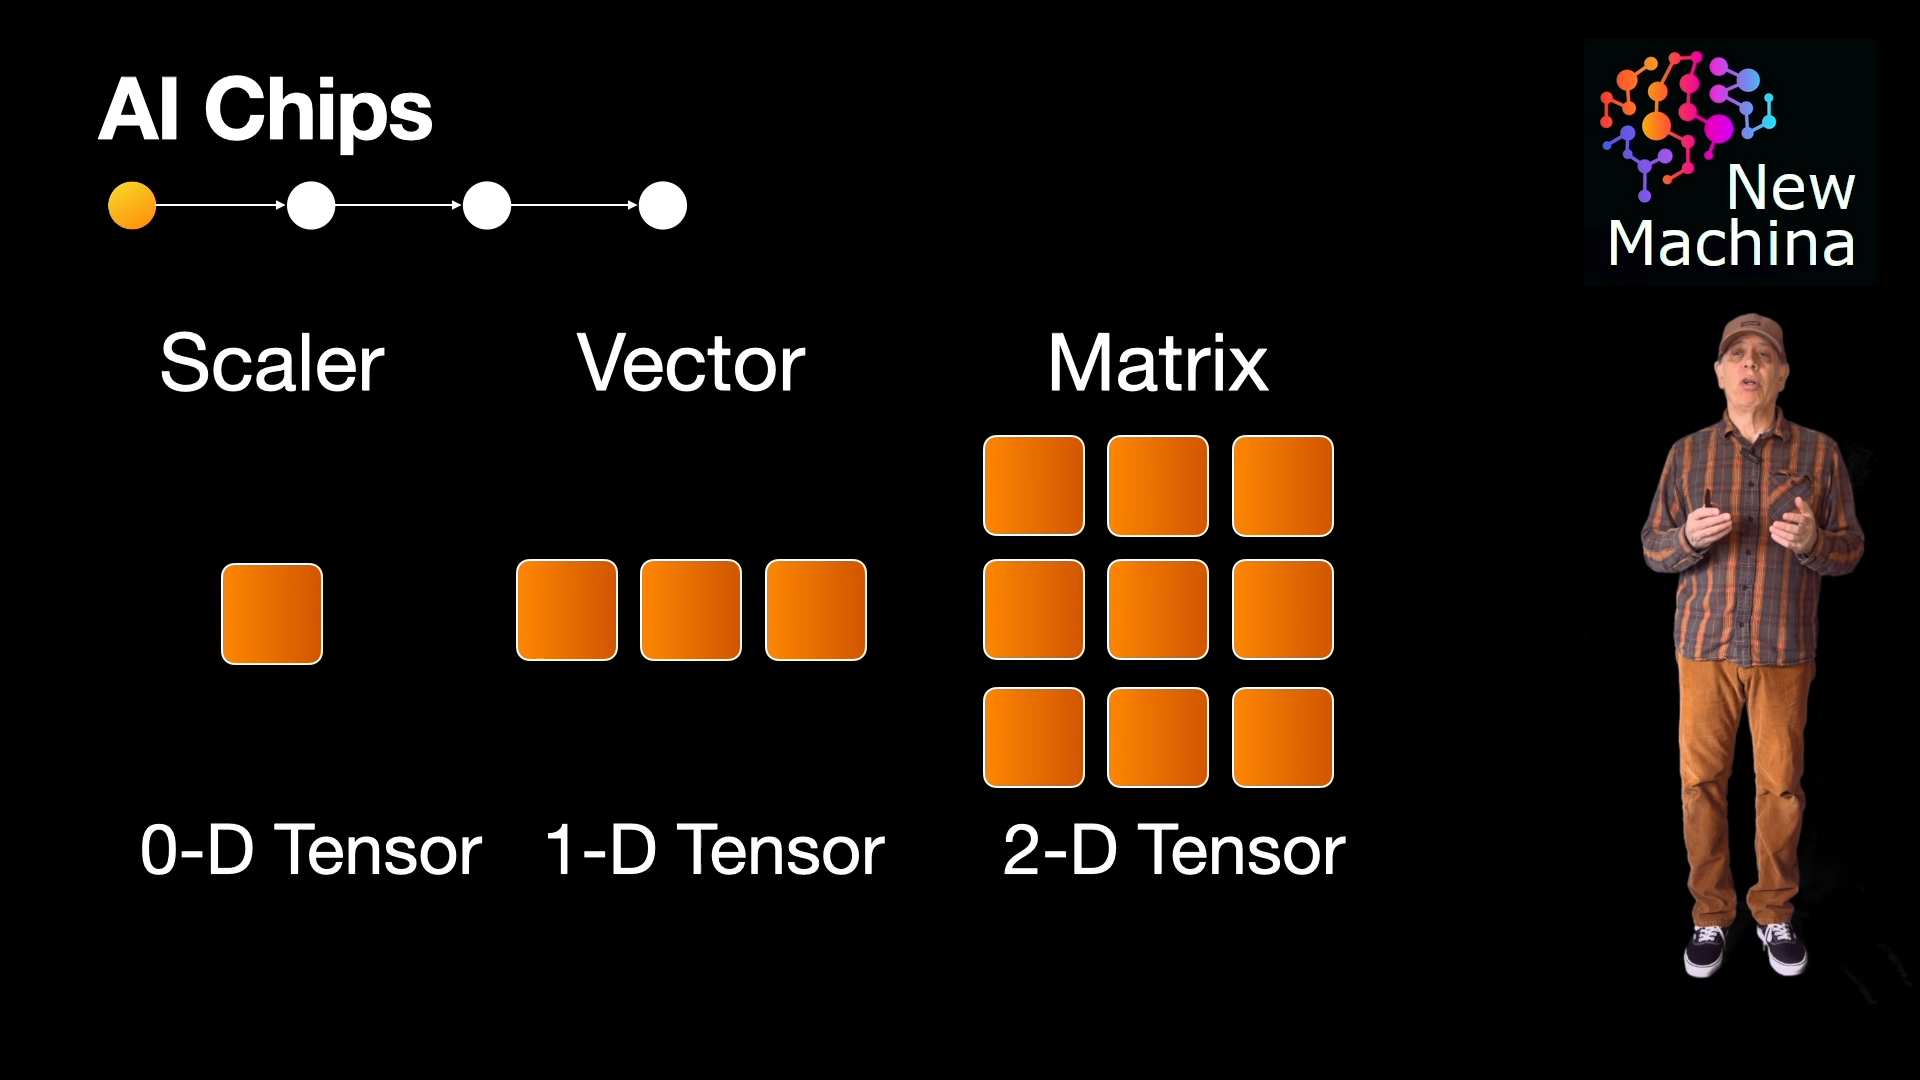 AI Chips
New
Machina
Scaler
Vector
Matrix
0-D Tensor
1-D Tensor
2-D Tensor